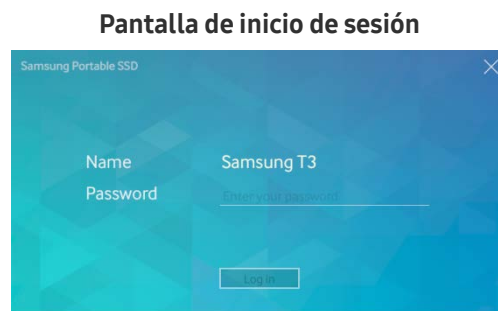 Pantalla de inicio de sesión
Samsung Portable SSD
Name Samsung T3
Password Enter your password
Log in